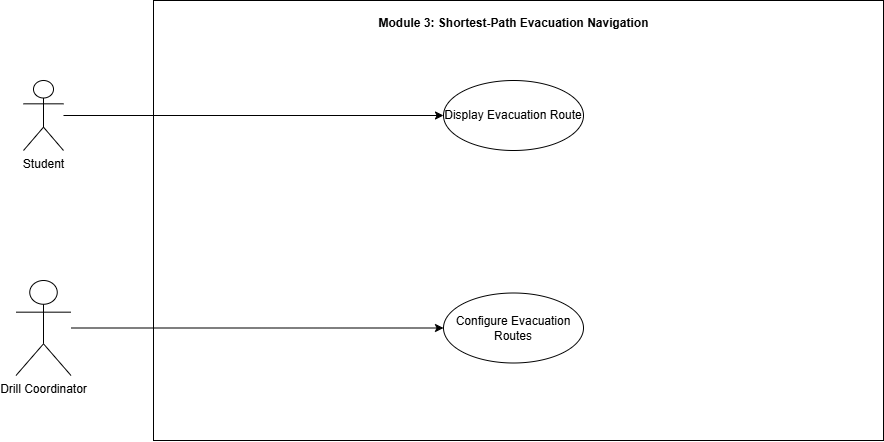 Module 3: Shortest-Path Evacuation Navigation
Display Evacuation Route
Student
Configure Evacuation
Routes
Drill Coordinator